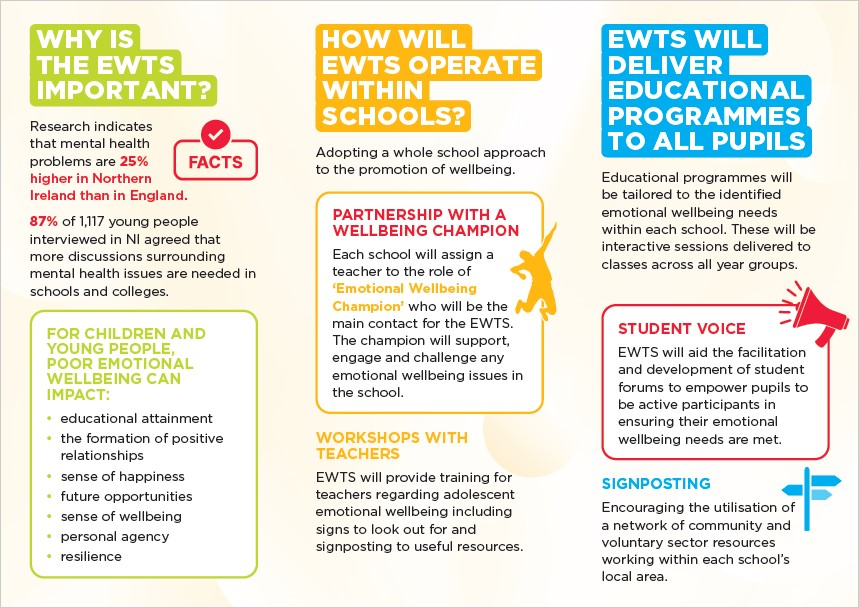 WHY IS
THE EWTS
IMPORTANT?
Research indicates
that mental health
problems are 25%
higher in Northern
Ireland than in England.
FACTS
87% of 1,117 young people
interviewed in NI agreed that
more discussions surrounding
mental health issues are needed in
schools and colleges.
FOR CHILDREN AND
YOUNG PEOPLE,
POOR EMOTIONAL
WELLBEING CAN
IMPACT:
• educational attainment
• the formation of positive
relationships
• sense of happiness
• future opportunities
• sense of wellbeing
• personal agency
• resilience
HOW WILL
EWTS OPERATE
WITHIN
SCHOOLS?
Adopting a whole school approach
to the promotion of wellbeing.
PARTNERSHIP WITH A
WELLBEING CHAMPION
Each school will assign a
teacher to the role of
‘Emotional Wellbeing
Champion’ who will be the
main contact for the EWTS.
The champion will support,
engage and challenge any
emotional wellbeing issues in
the school.
WORKSHOPS WITH
TEACHERS
EWTS will provide training for
teachers regarding adolescent
emotional wellbeing including
signs to look out for and
signposting to useful resources.
EWTS WILL
DELIVER
EDUCATIONAL
PROGRAMMES
TO ALL PUPILS
Educational programmes will
be tailored to the identified
emotional wellbeing needs
within each school. These will be
interactive sessions delivered to
classes across all year groups.
STUDENT VOICE
EWTS will aid the facilitation
and development of student
forums to empower pupils to
be active participants in
ensuring their emotional
wellbeing needs are met.
SIGNPOSTING
Encouraging the utilisation of
a network of community and
voluntary sector resources
working within each school’s
local area.